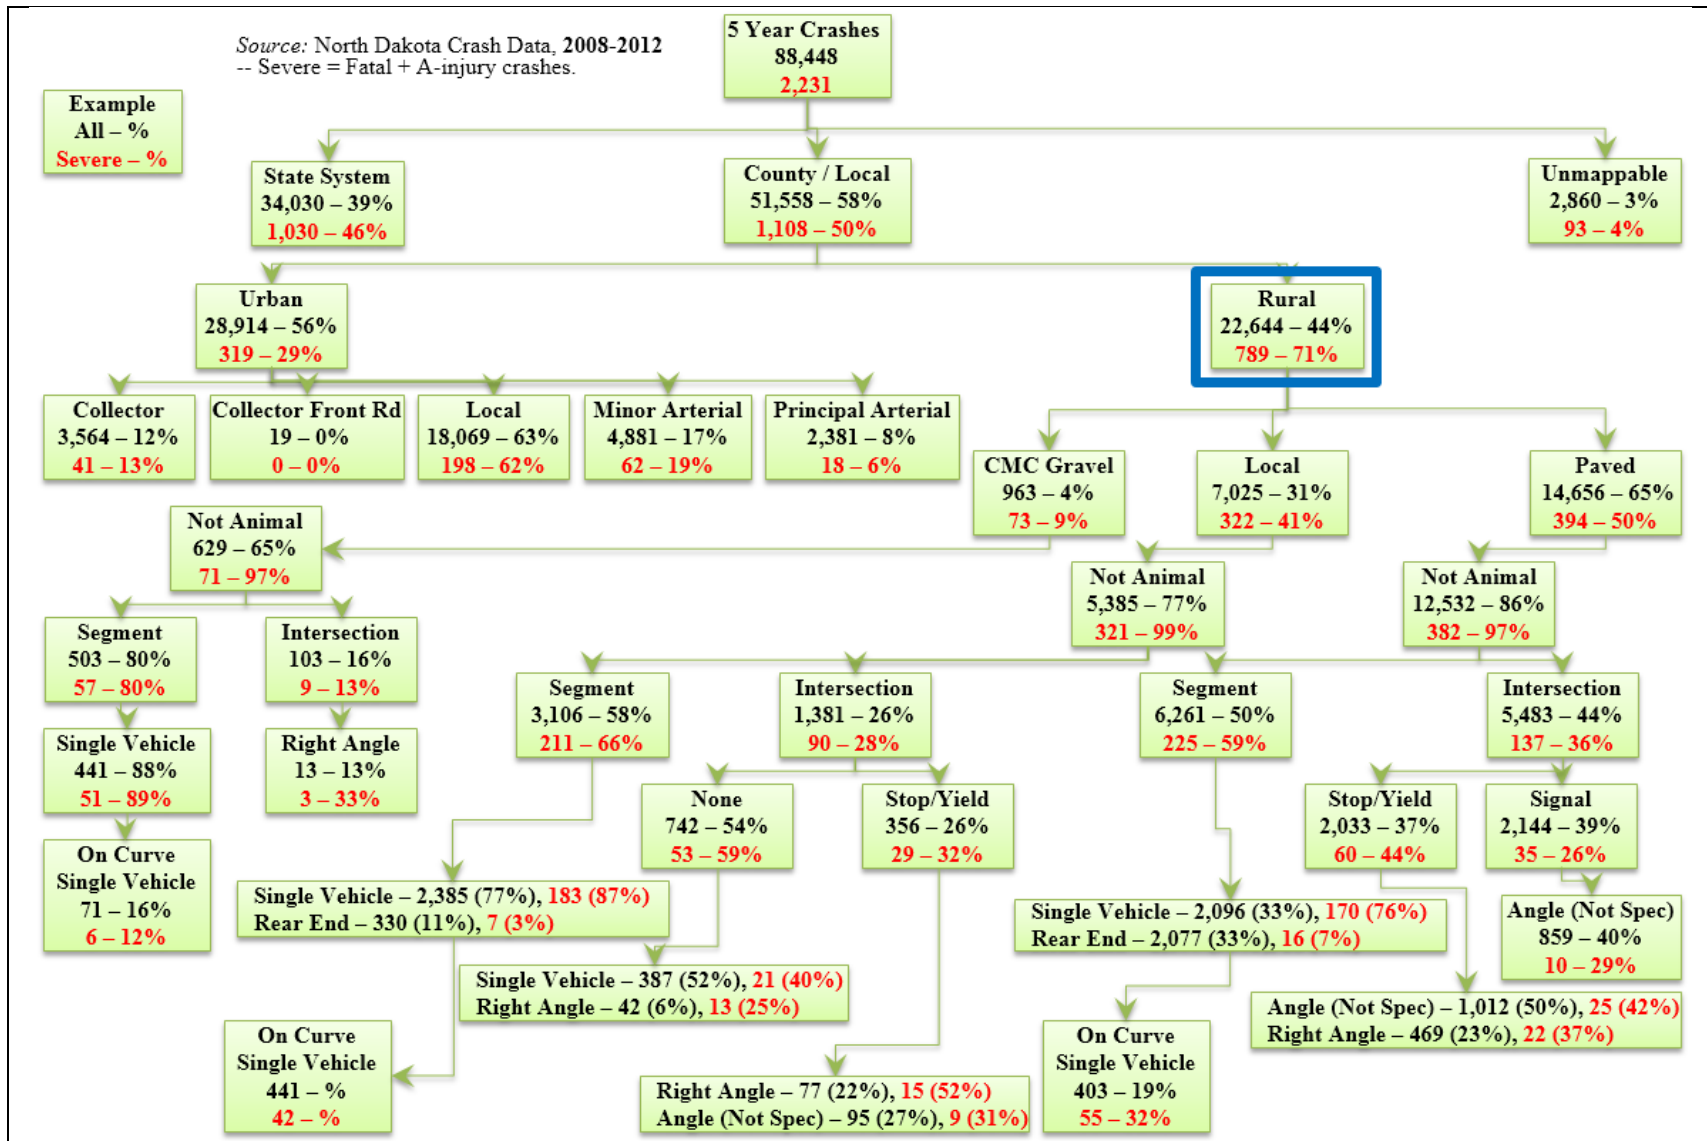 5 Year Crashes
88,448
2,231
Source: North Dakota Crash Data, 2008-2012
-- Severe = Fatal + A-injury crashes.
Example
All – %
Severe – %
State System
34,030 – 39%
1,030 – 46%
County / Local
51,558 – 58%
1,108 – 50%
Unmappable
2,860 – 3%
93 – 4%
Urban
28,914 – 56%
319 – 29%
Rural
22,644 – 44%
789 – 71%
Collector
3,564 – 12%
41 – 13%
Collector Front Rd
19 – 0%
0 – 0%
Local
18,069 – 63%
198 – 62%
Minor Arterial
4,881 – 17%
62 – 19%
Principal Arterial
2,381 – 8%
18 – 6%
CMC Gravel
963 – 4%
73 – 9%
Local
7,025 – 31%
322 – 41%
Paved
14,656 – 65%
394 – 50%
Not Animal
629 – 65%
71 – 97%
Not Animal
5,385 – 77%
321 – 99%
Not Animal
12,532 – 86%
382 – 97%
Segment
503 – 80%
57 – 80%
Intersection
103 – 16%
9 – 13%
Segment
3,106 – 58%
211 – 66%
Intersection
1,381 – 26%
90 – 28%
Segment
6,261 – 50%
225 – 59%
Intersection
5,483 – 44%
137 – 36%
Single Vehicle
441 – 88%
51 – 89%
Right Angle
13 – 13%
3 – 33%
None
742 – 54%
53 – 59%
Stop/Yield
356 – 26%
29 – 32%
Stop/Yield
2,033 – 37%
60 – 44%
Signal
2,144 – 39%
35 – 26%
On Curve
Single Vehicle
71 – 16%
6 – 12%
Single Vehicle – 2,385 (77%), 183 (87%)
Rear End – 330 (11%), 7 (3%)
Single Vehicle – 2,096 (33%), 170 (76%)
Rear End – 2,077 (33%), 16 (7%)
Angle (Not Spec)
859 – 40%
10 – 29%
Single Vehicle – 387 (52%), 21 (40%)
Right Angle – 42 (6%), 13 (25%)
Angle (Not Spec) – 1,012 (50%), 25 (42%)
Right Angle – 469 (23%), 22 (37%)
On Curve
Single Vehicle
441 – %
42 – %
Right Angle – 77 (22%), 15 (52%)
Angle (Not Spec) – 95 (27%), 9 (31%)
On Curve
Single Vehicle
403 – 19%
55 – 32%